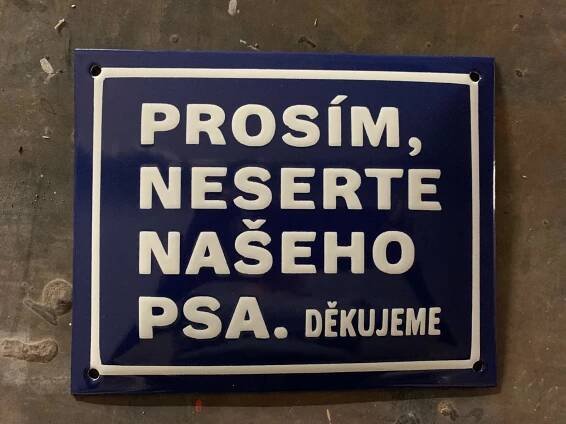 PROSÍM,
NESERTE
NAŠEHO
PSA. DĚKUJEME